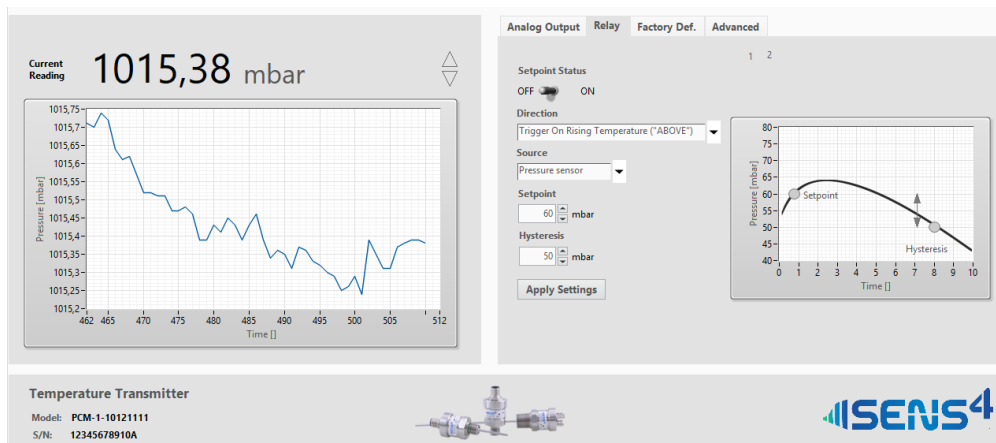 Current
Reading
1015,38 mbar
1015,75
1015,7
1015,65
1015,6
1015,55
1015,5
1015,45
1015,4
1015,35
1015,3
1015,25
1015,2
Pressure [mbar]
462 465 470 475 480 485 490 495 500 505 512
Time []
Analog Output Relay Factory Def. Advanced
1 2
Setpoint Status
OFF ON
Direction
Trigger On Rising Temperature ("ABOVE")
Source
Pressure sensor
Setpoint
60 mbar
Hysteresis
50 mbar
Apply Settings
80
75
70
65
60
55
50
45
40
Pressure [mbar]
Setpoint
Hysteresis
0 1 2 3 4 5 6 7 8 9 10
Time []
Temperature Transmitter
Model: PCM-1-10121111
S/N: 12345678910A
SENS4